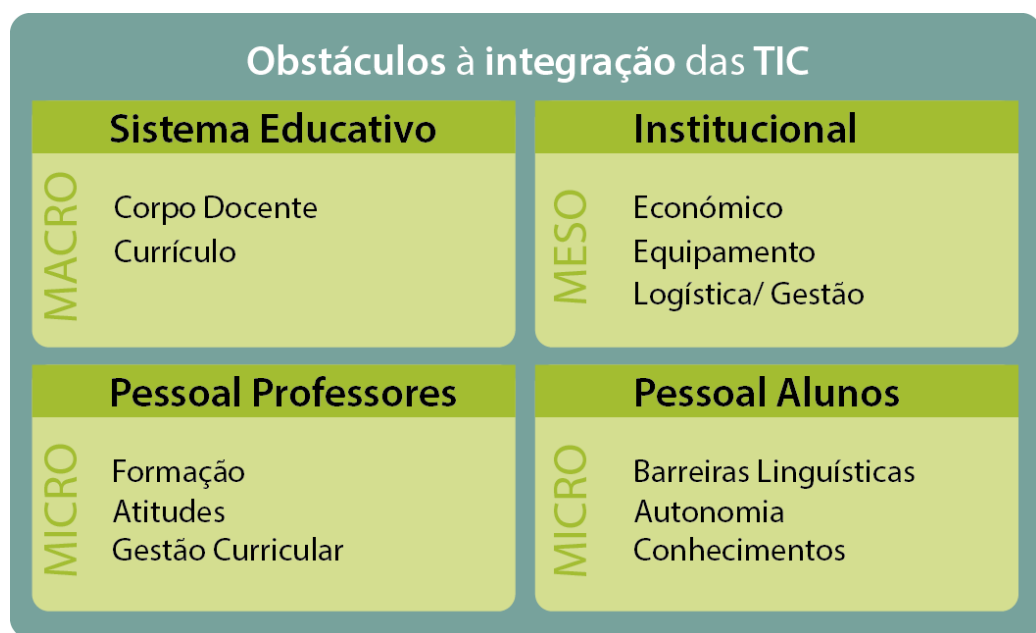 Obstáculos à integração das TIC
Sistema Educativo
MACRO
Corpo Docente
Currículo
Institucional
MESO
Económico
Equipamento
Logística/ Gestão
Pessoal Professores
MICRO
Formação
Atitudes
Gestão Curricular
Pessoal Alunos
MICRO
Barreiras Linguísticas
Autonomia
Conhecimentos